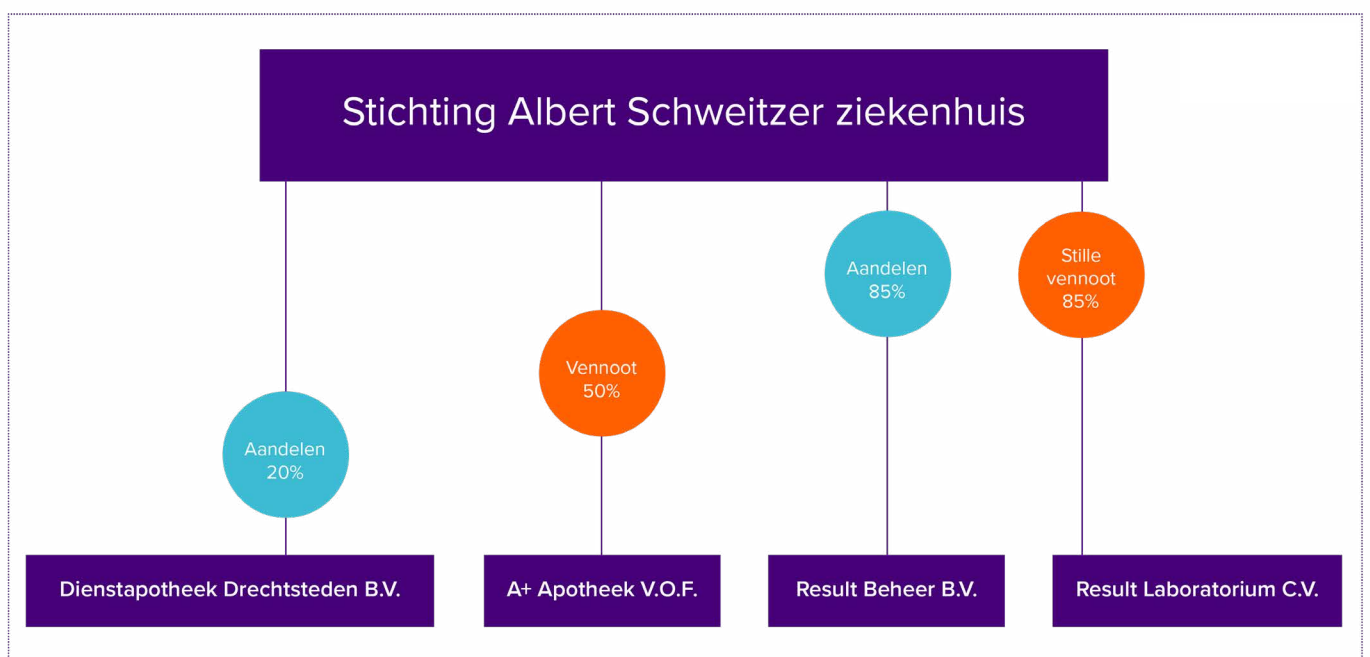 Stichting Albert Schweitzer ziekenhuis
Aandelen
20%
Vennoot
50%
Aandelen
85%
Stille
vennoot
85%
Dienstapotheek Drechtsteden B.V.
A+ Apotheek V.O.F.
Result Beheer B.V.
Result Laboratorium C.V.